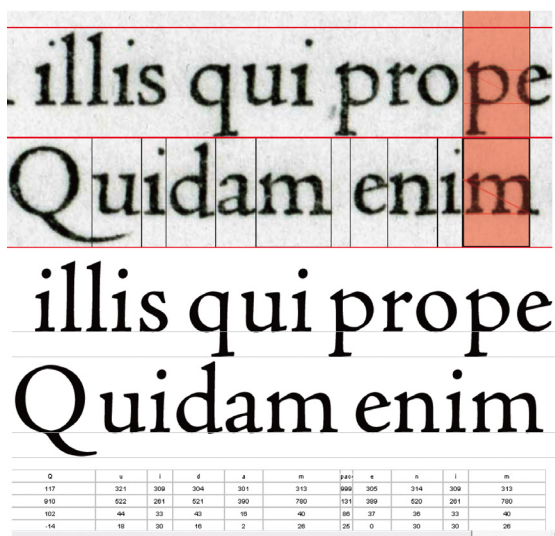 . illis qui prope
Quidam enim
illis qui prope
Quidam enim
Q u i d a m pac e n i m
117 321 309 304 301 313 999 305 314 309 313
910 522 261 521 390 780 131 389 520 261 780
102 44 33 43 16 40 86 37 36 33 40
-14 18 30 16 2 26 25 0 30 30 26